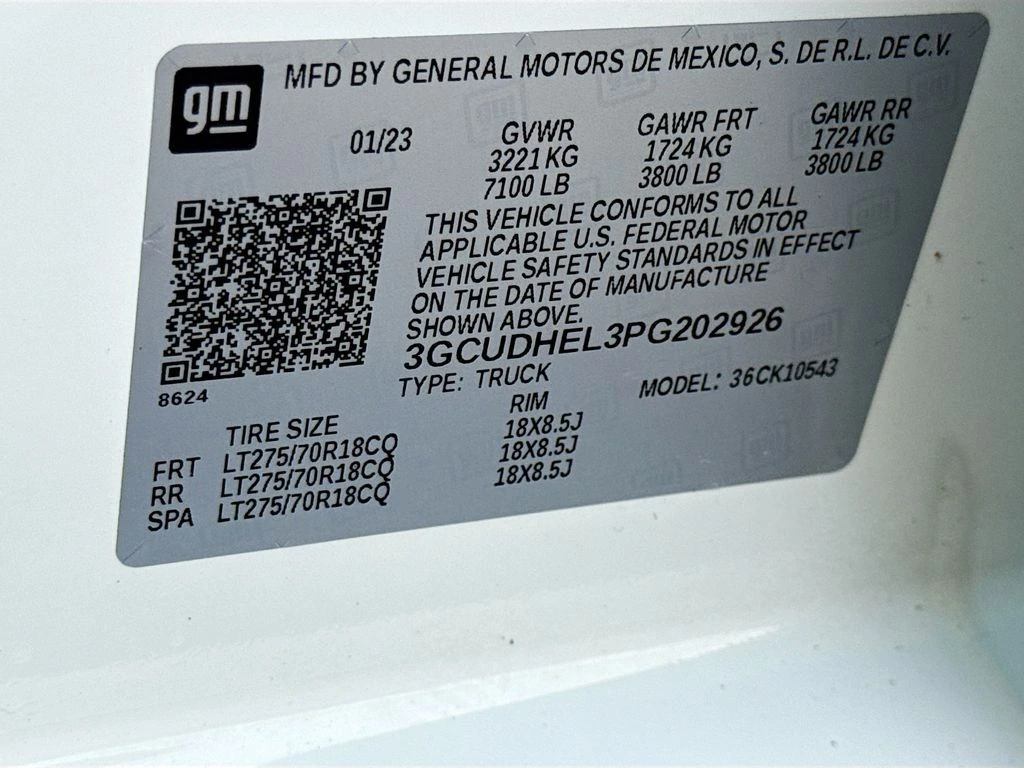 gm
MFD BY GENERAL MOTORS DE MEXICO, S. DE R.L. DE C.V.
01/23 GVWR GAWR FRT GAWR RR
3221 KG 1724 KG 1724 KG
7100 LB 3800 LB 3800 LB
THIS VEHICLE CONFORMS TO ALL
APPLICABLE U.S. FEDERAL MOTOR
VEHICLE SAFETY STANDARDS IN EFFECT
ON THE DATE OF MANUFACTURE
SHOWN ABOVE.
3GCUDHEL3PG202926
8624
TYPE: TRUCK MODEL: 36CK10543
TIRE SIZE RIM
FRT LT275/70R18CQ 18X8.5J
RR LT275/70R18CQ 18X8.5J
SPA LT275/70R18CQ 18X8.5J